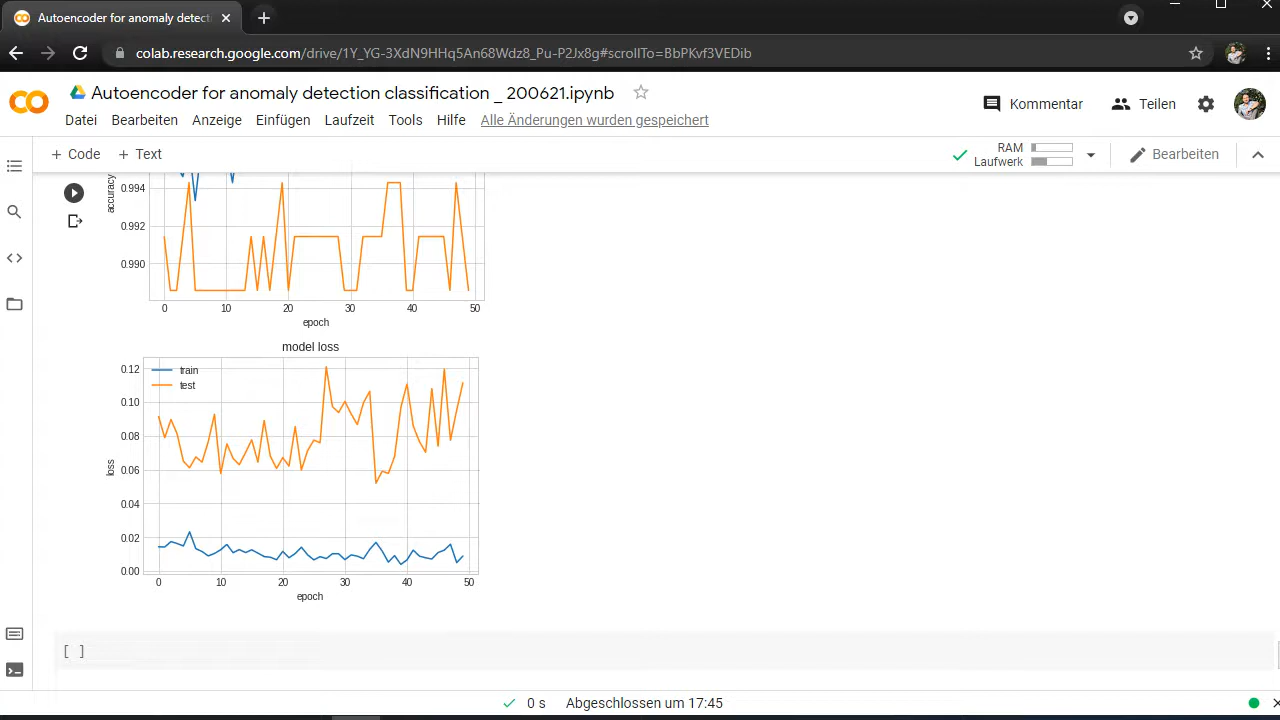 Autoencoder for anomaly detecti
colab.research.google.com/drive/1Y_YG-3XdN9HHq5An68Wdz8_Pu-P2Jx8g#scrollTo=BbPKvf3VEDib
Autoencoder for anomaly detection classification _ 200621.ipynb
Kommentar
Teilen
Datei Bearbeiten Anzeige Einfügen Laufzeit Tools Hilfe Alle Änderungen wurden gespeichert
+ Code + Text
RAM
Laufwerk
Bearbeiten
accuracy
0.994
0.992
0.990
0 10 20 30 40 50
epoch
model loss
train
test
loss
0.12
0.10
0.08
0.06
0.04
0.02
0.00
0 10 20 30 40 50
epoch
[ ]
0 s Abgeschlossen um 17:45